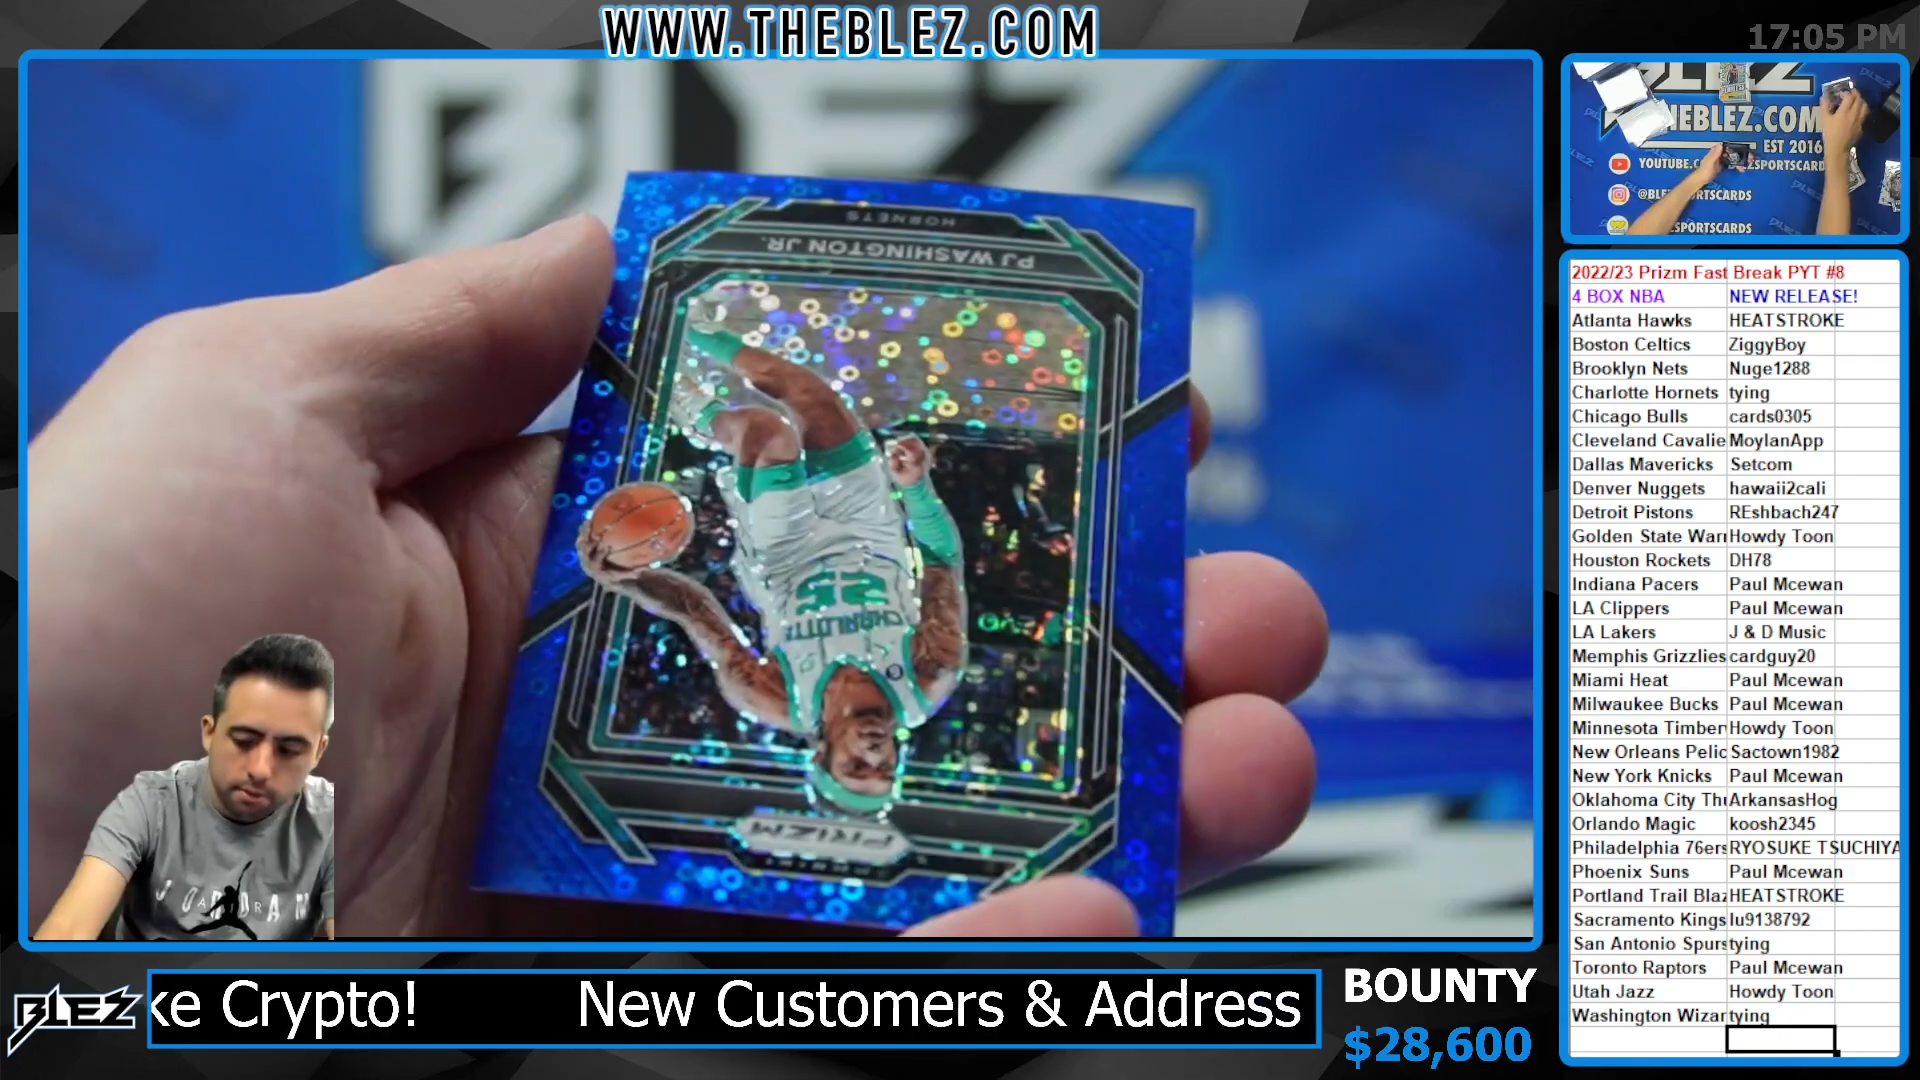 WWW.THEBLEZ.COM
17:05 PM
BLEZ
HORNETS
PJ WASHINGTON JR.
CHARLOTTE
25
PRIZM
PANINI
BLEZ
EST 2016
@BLE
RTSCARDS
ZSPORTSCARDS
2022/23 Prizm Fast Break PYT #8
4 BOX NBA NEW RELEASE!
Atlanta Hawks HEATSTROKE
Boston Celtics ZiggyBoy
Brooklyn Nets Nuge1288
Charlotte Hornets tying
Chicago Bulls cards0305
Cleveland Cavalie MoylanApp
Dallas Mavericks Setcom
Denver Nuggets hawaii2cali
Detroit Pistons REshbach247
Golden State Warr Howdy Toon
Houston Rockets DH78
Indiana Pacers Paul Mcewan
LA Clippers Paul Mcewan
LA Lakers J & D Music
Memphis Grizzlies cardguy20
Miami Heat Paul Mcewan
Milwaukee Bucks Paul Mcewan
Minnesota Timber Howdy Toon
New Orleans Pelic Sactown1982
New York Knicks Paul Mcewan
Oklahoma City Thu ArkansasHog
Orlando Magic koosh2345
Philadelphia 76ers RYOSUKE TSUCHIYA
Phoenix Suns Paul Mcewan
Portland Trail Blaz HEATSTROKE
Sacramento Kings lu9138792
San Antonio Spurs tying
Toronto Raptors Paul Mcewan
Utah Jazz Howdy Toon
Washington Wizar tying
JORDAN
AIR
BLEZ
ke Crypto! New Customers & Address
BOUNTY
$28,600